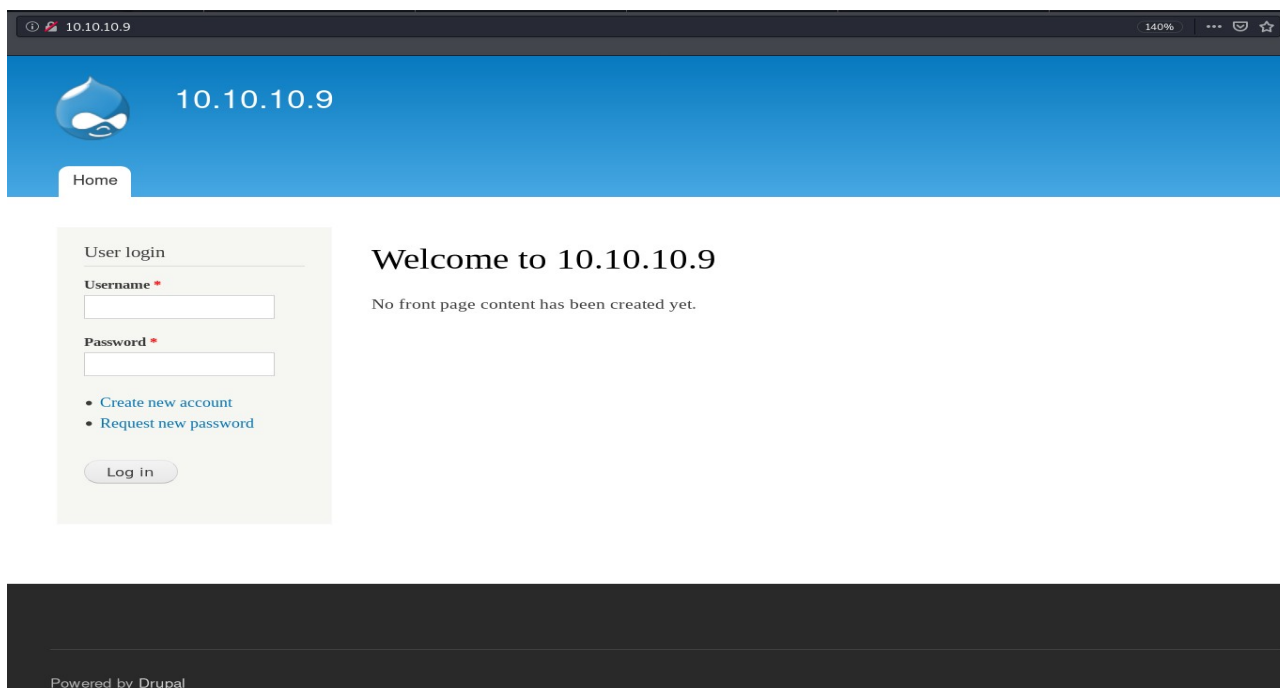 10.10.10.9
140%
10.10.10.9
Home
User login
Username *
Password *
Create new account
Request new password
Log in
Welcome to 10.10.10.9
No front page content has been created yet.
Powered by Drupal